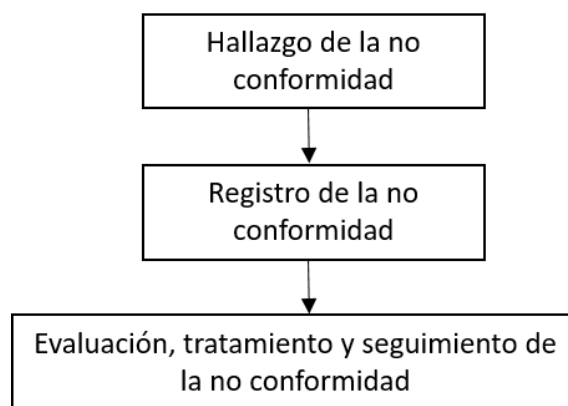 Hallazgo de la no
conformidad
Registro de la no
conformidad
Evaluación, tratamiento y seguimiento de
la no conformidad